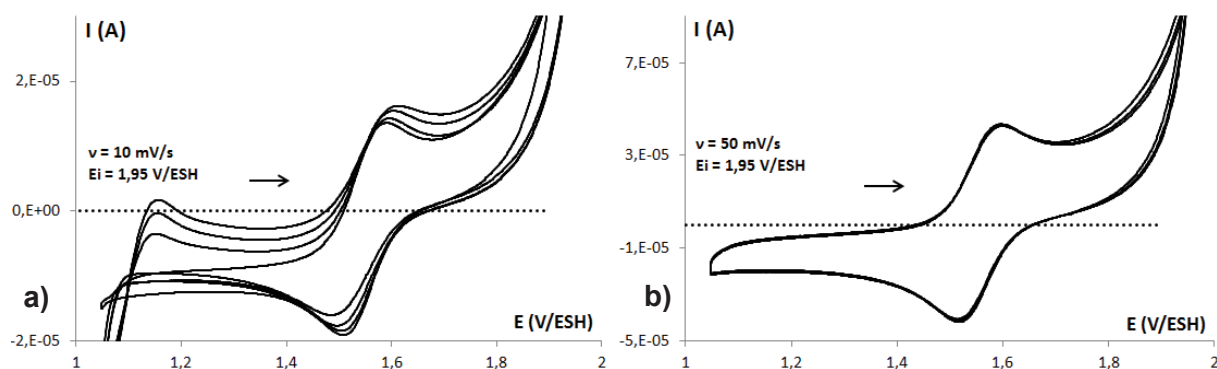 I (A)
2,E-05
ν = 10 mV/s
Ei = 1,95 V/ESH
0,E+00
a)
E (V/ESH)
-2,E-05
1
1,2
1,4
1,6
1,8
2
I (A)
7,E-05
ν = 50 mV/s
Ei = 1,95 V/ESH
3,E-05
-1,E-05
b)
E (V/ESH)
-5,E-05
1
1,2
1,4
1,6
1,8
2